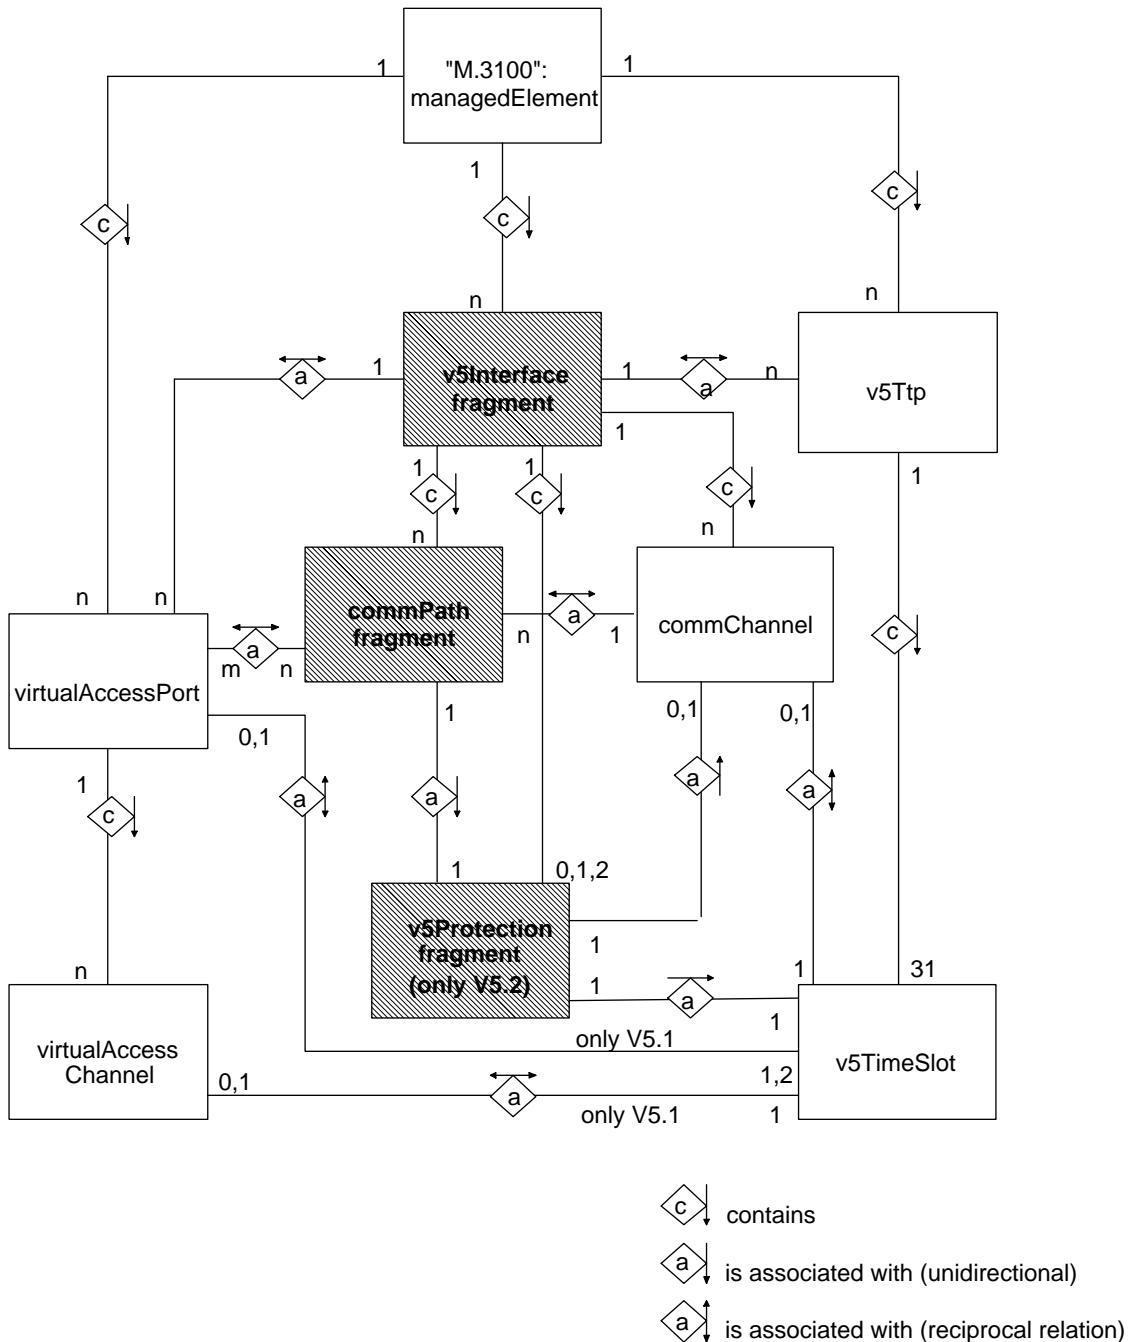 "M.3100":
managedElement
1
1
1
c
c
c
n
n
v5Interface
fragment
v5Ttp
a
1
1
a
n
1
1
1
1
c
c
c
n
n
n
n
commPath
fragment
commChannel
virtualAccessPort
a
n
1
c
a
m
n
0,1
1
0,1
0,1
1
c
a
a
a
a
1
0,1,2
v5Protection
fragment
(only V5.2)
1
1
a
1
1
31
n
virtualAccess
Channel
v5TimeSlot
only V5.1
1,2
0,1
a
only V5.1
1
c contains
a is associated with (unidirectional)
a is associated with (reciprocal relation)